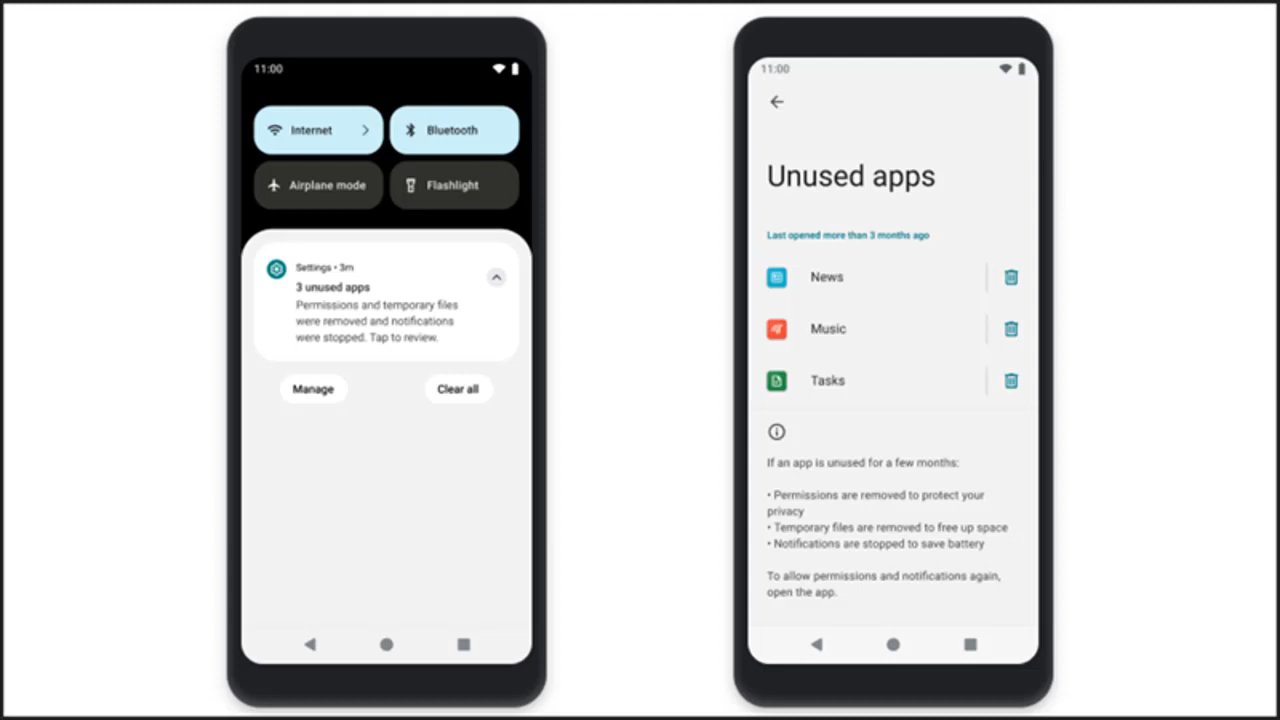 11:00
Internet
Bluetooth
Airplane mode
Flashlight
Settings • 3m
3 unused apps
Permissions and temporary files
were removed and notifications
were stopped. Tap to review.
Manage
Clear all
11:00
Unused apps
Last opened more than 3 months ago
News
Music
Tasks
If an app is unused for a few months:
• Permissions are removed to protect your
privacy
• Temporary files are removed to free up space
• Notifications are stopped to save battery
To allow permissions and notifications again,
open the app.